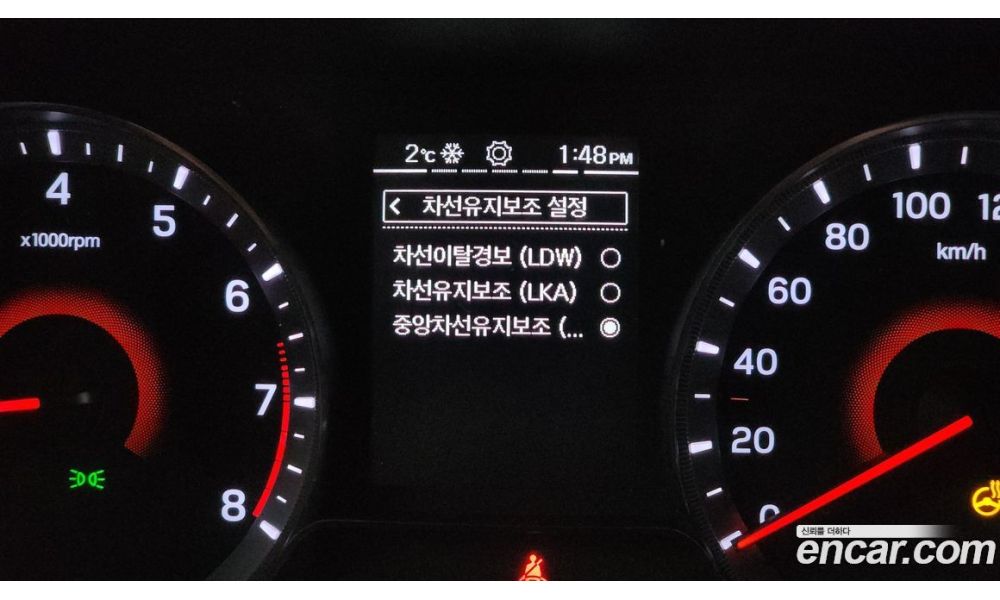 2℃ 1:48 PM
< 차선유지보조 설정
차선이탈경보 (LDW)
차선유지보조 (LKA)
중앙차선유지보조 (...
4
5
6
7
8
x1000rpm
100
80
60
40
20
0
km/h
신뢰를 더하다
encar.com